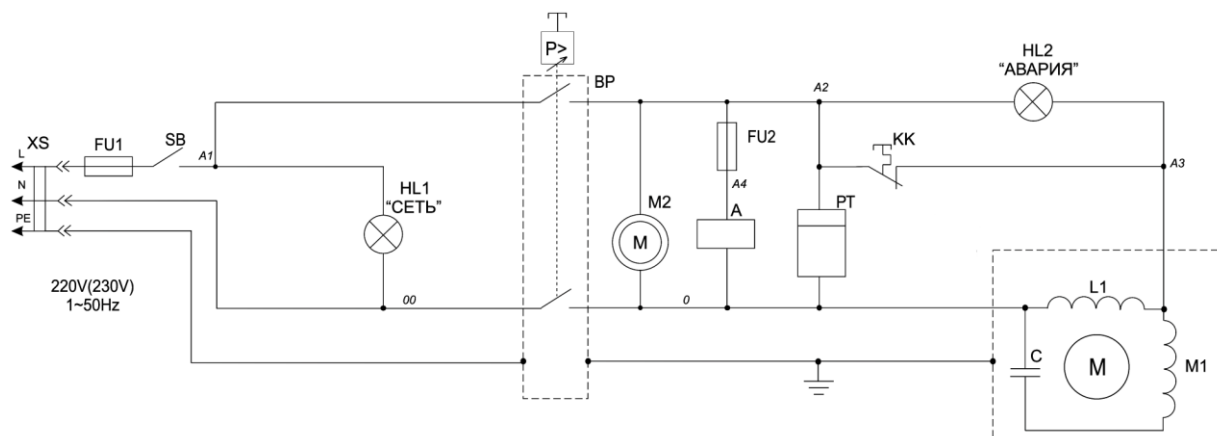 P>
BP
HL2
“АВАРИЯ”
XS
L
FU1
SB
A1
N
HL1
“СЕТЬ”
PE
220V(230V)
1~50Hz
00
M2
M
FU2
A4
A
0
A2
KK
PT
A3
L1
C
M
M1